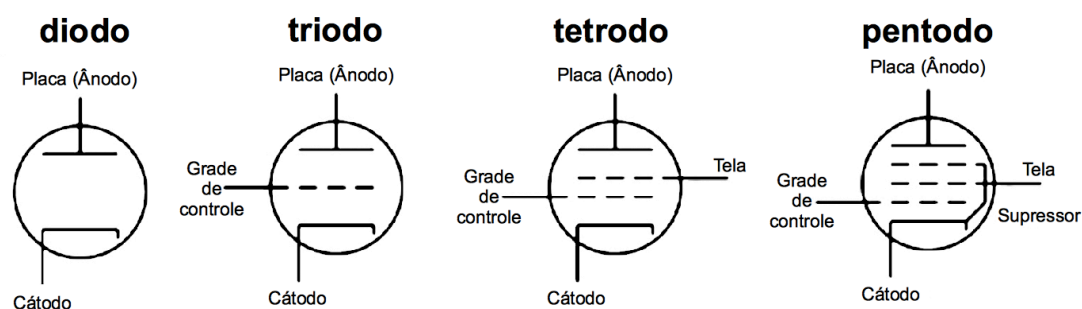 diodo
triodo
tetrodo
pentodo
Placa (Ânodo)
Placa (Ânodo)
Placa (Ânodo)
Placa (Ânodo)
Grade
de
controle
Grade
de
controle
Tela
Grade
de
controle
Tela
Supressor
Cátodo
Cátodo
Cátodo
Cátodo